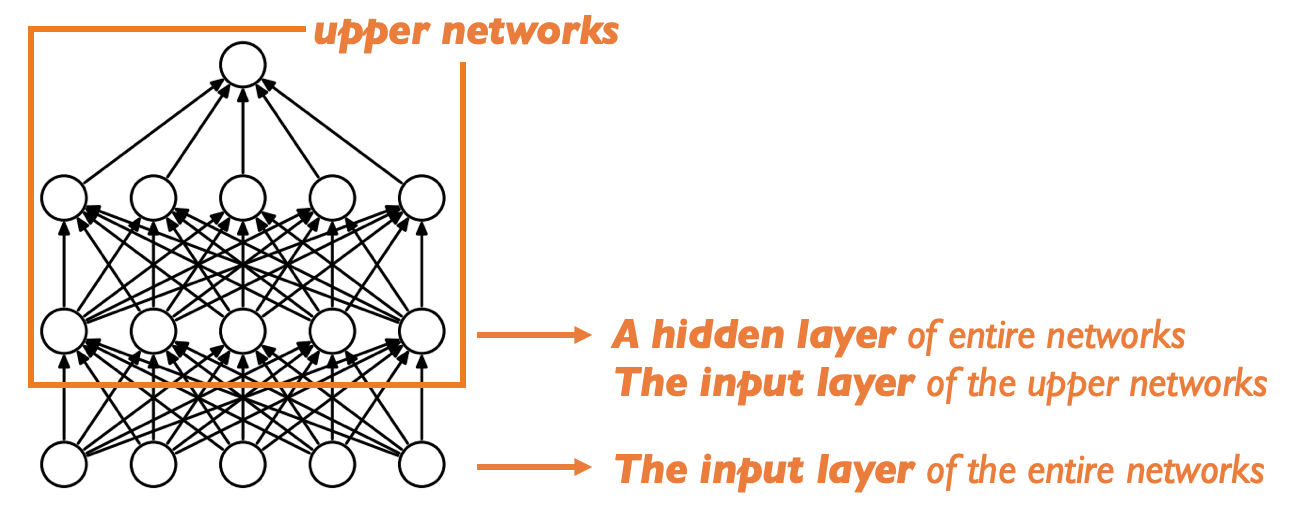 upper networks
A hidden layer of entire networks
The input layer of the upper networks
The input layer of the entire networks